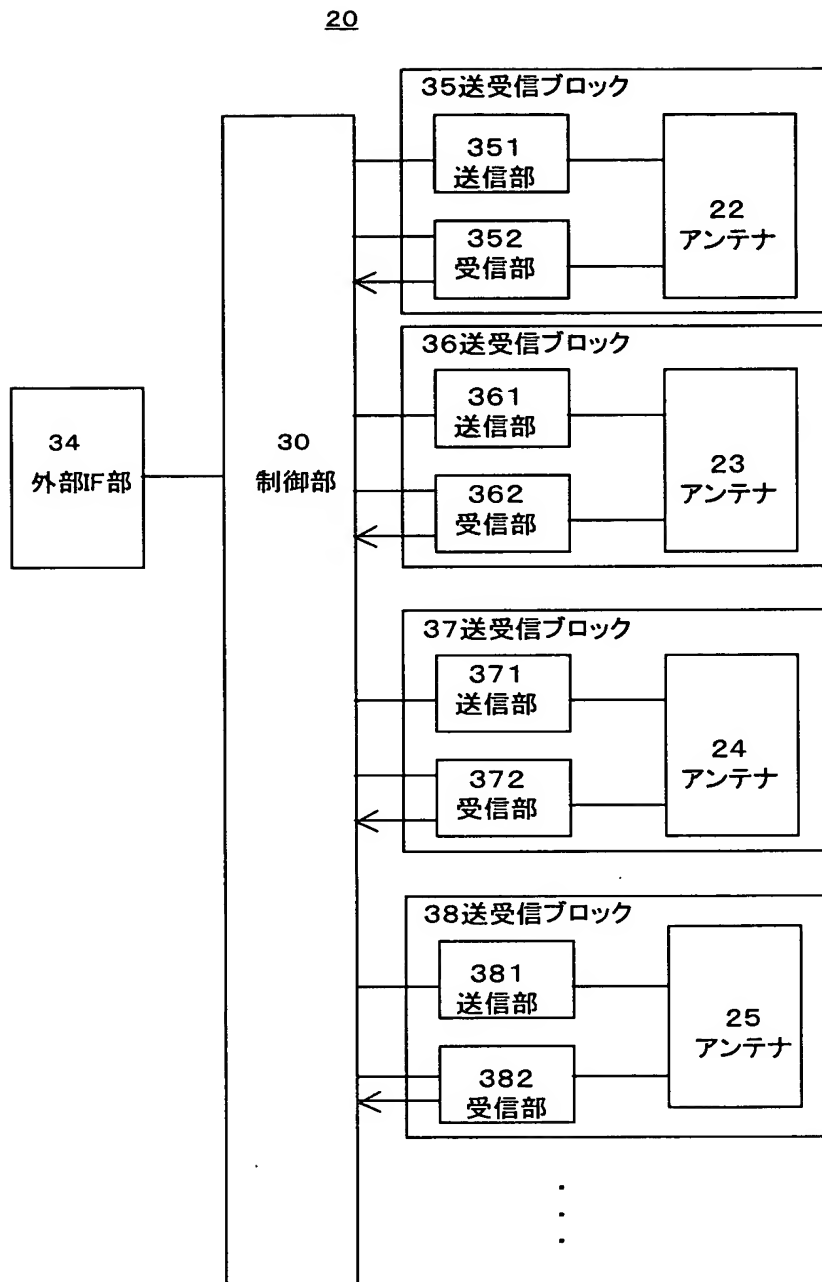 20
35送受信ブロック
351
送信部
352
受信部
22
アンテナ
36送受信ブロック
361
送信部
362
受信部
23
アンテナ
34
外部IF部
30
制御部
37送受信ブロック
371
送信部
372
受信部
24
アンテナ
38送受信ブロック
381
送信部
382
受信部
25
アンテナ